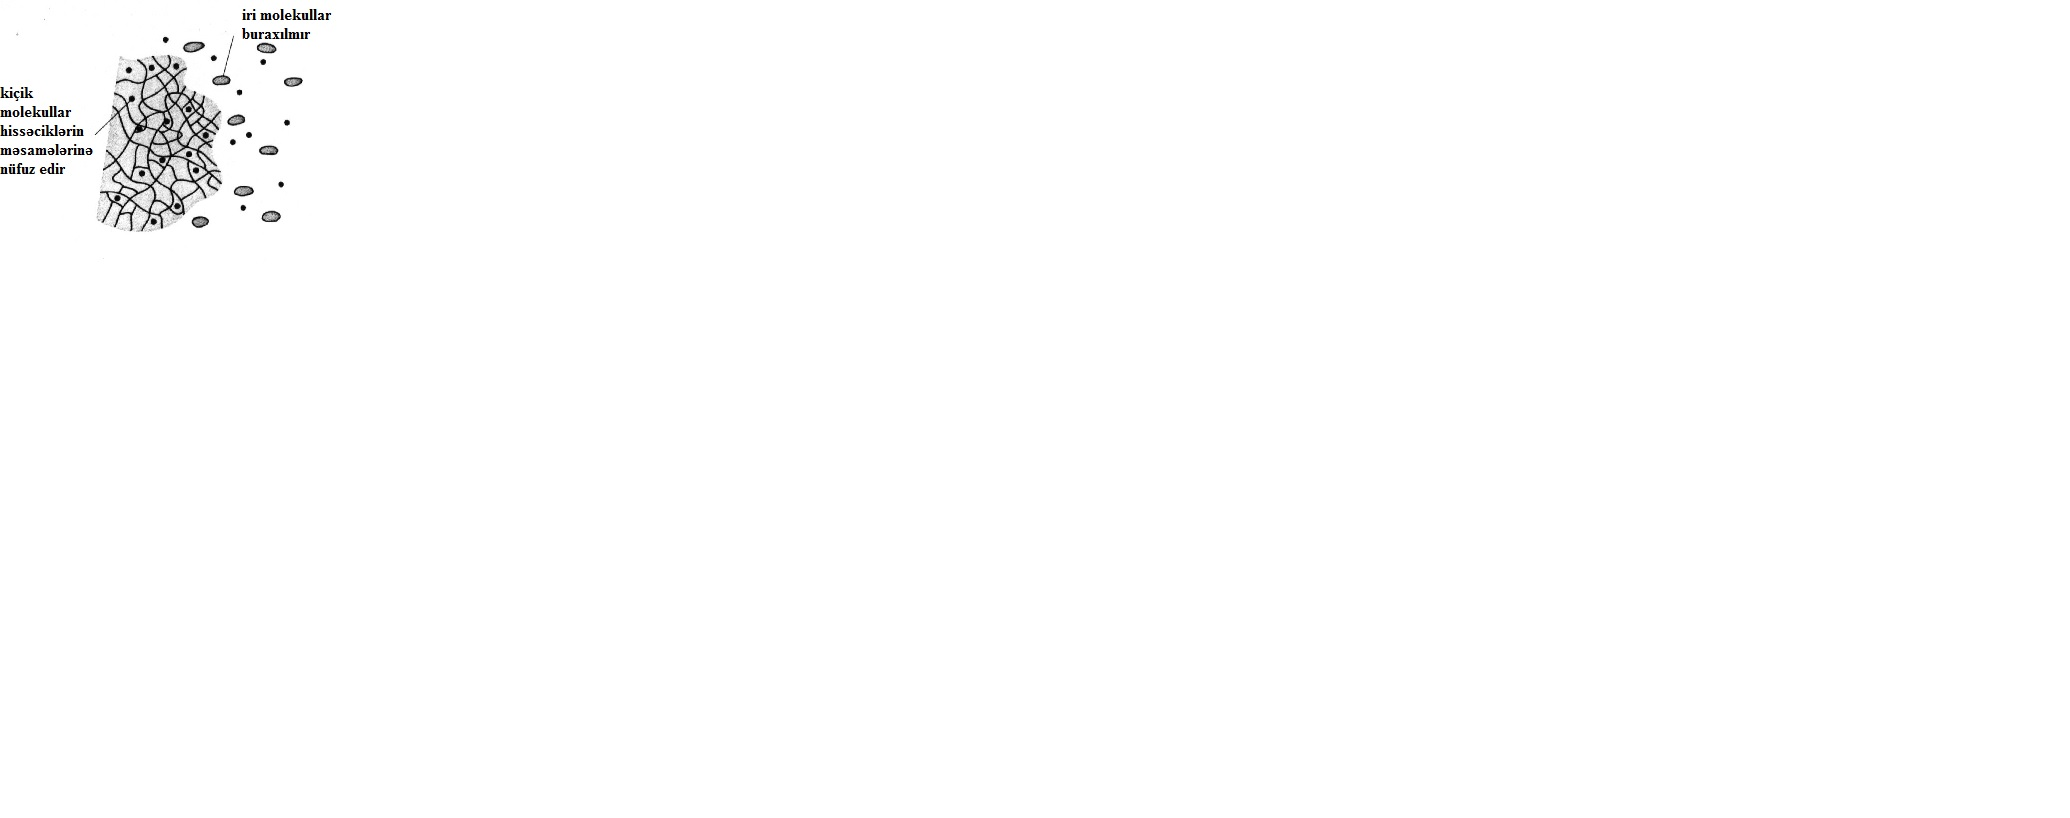 iri molekullar
buraxılmır
kiçik
molekullar
hissəciklərin
məsamələrinə
nüfuz edir